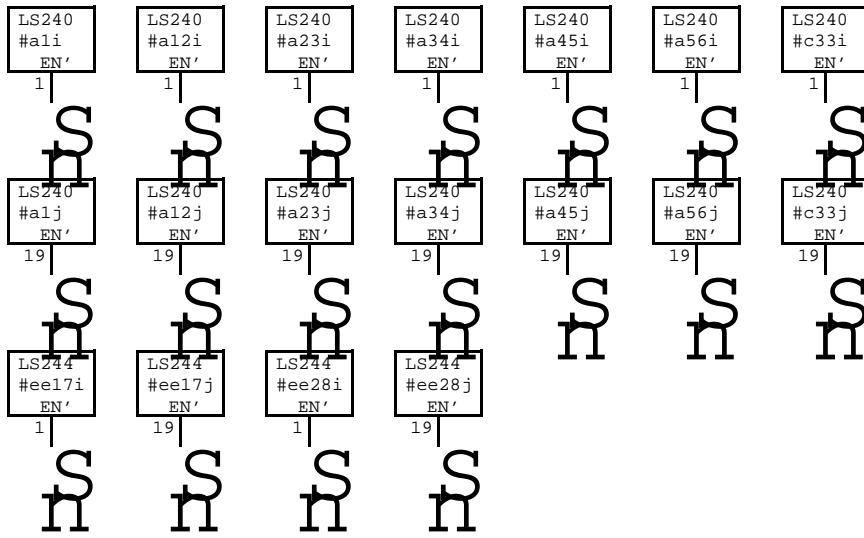 LS240 LS240 LS240 LS240 LS240 LS240 LS240
#a1i #a12i #a23i #a34i #a45i #a56i #c33i
EN’ EN’ EN’ EN’ EN’ EN’ EN’
1 1 1 1 1 1 1
S S S S S S S
n n n n n n n
LS240 LS240 LS240 LS240 LS240 LS240 LS240
#a1j #a12j #a23j #a34j #a45j #a56j #c33j
EN’ EN’ EN’ EN’ EN’ EN’ EN’
19 19 19 19 19 19 19
S S S S S S S
n n n n n n n
LS244 LS244 LS244 LS244
#ee17i #ee17j #ee28i #ee28j
EN’ EN’ EN’ EN’
1 19 1 19
S S S S
n n n n